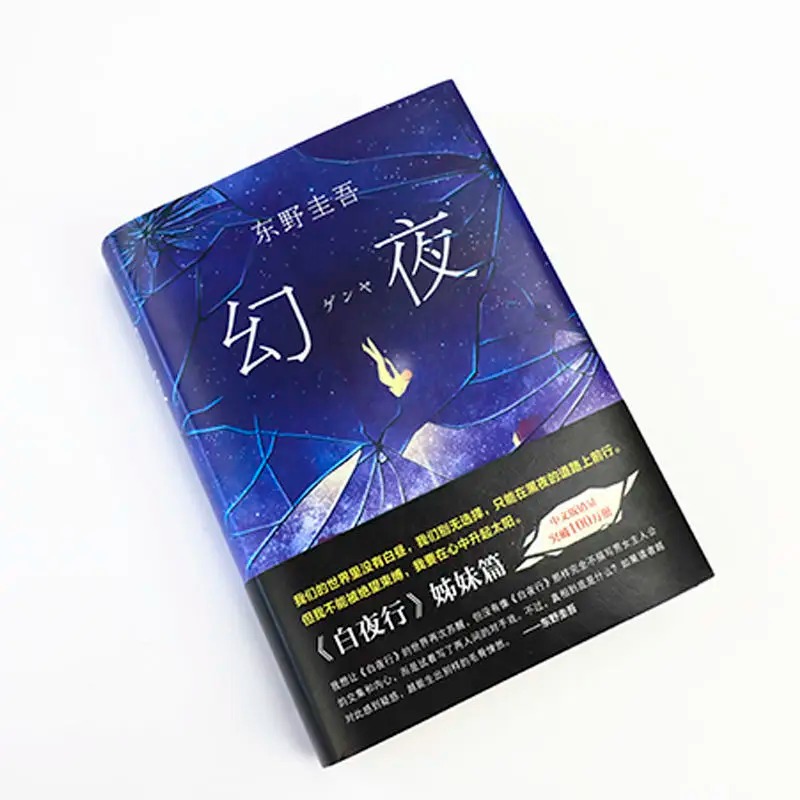 东野圭吾
幻夜
ゲンヤ
我们的世界里没有白昼，我们别无选择，只能在黑夜的道路上前行。
但我不能被绝望束缚，我要在心中升起太阳。
《白夜行》姊妹篇
中文版销量
突破100万册
我想让《白夜行》的世界再次苏醒，但没有像《白夜行》那样完全不描写男女主人公
的交集和内心，而是试着写了两人间的对手戏。不过，真相到底是什么？如果读者能
对此感到疑惑，越能生出别样的毛骨悚然。
——东野圭吾